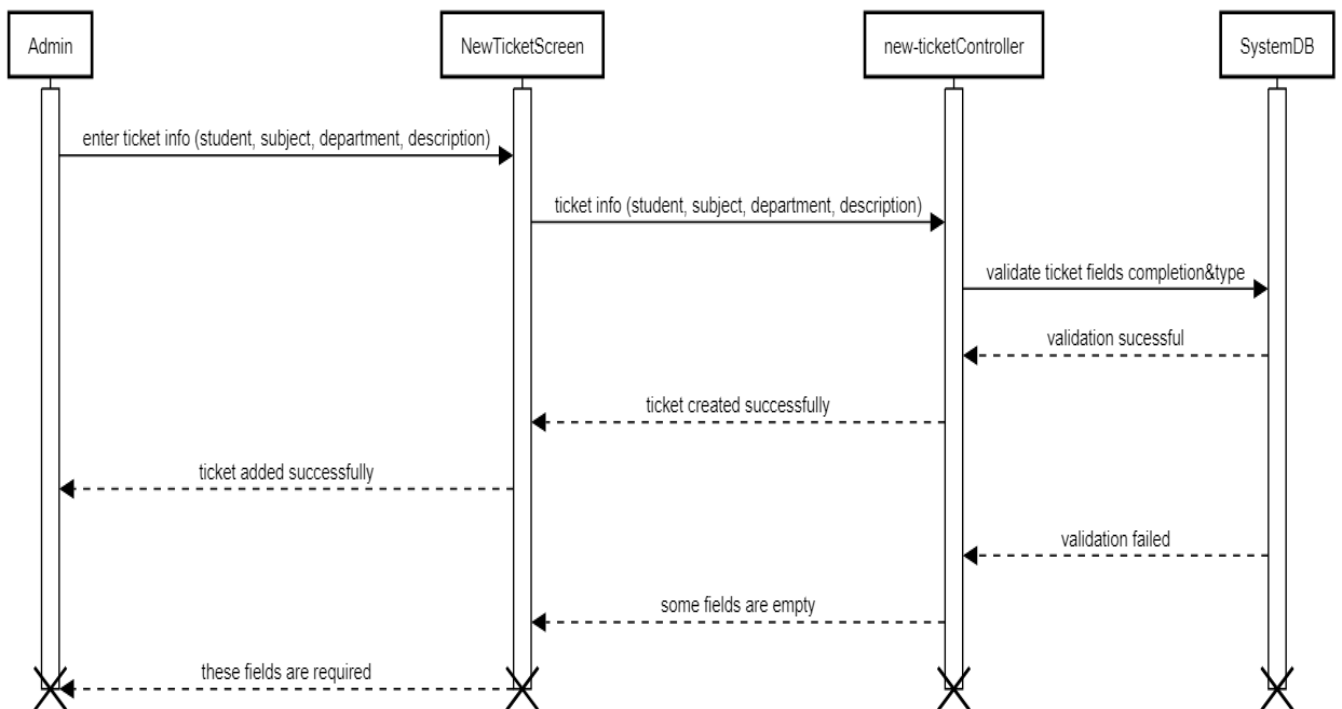 Admin
NewTicketScreen
new-ticketController
SystemDB
enter ticket info (student, subject, department, description)
ticket info (student, subject, department, description)
validate ticket fields completion&type
validation sucessful
ticket created successfully
ticket added successfully
validation failed
some fields are empty
these fields are required